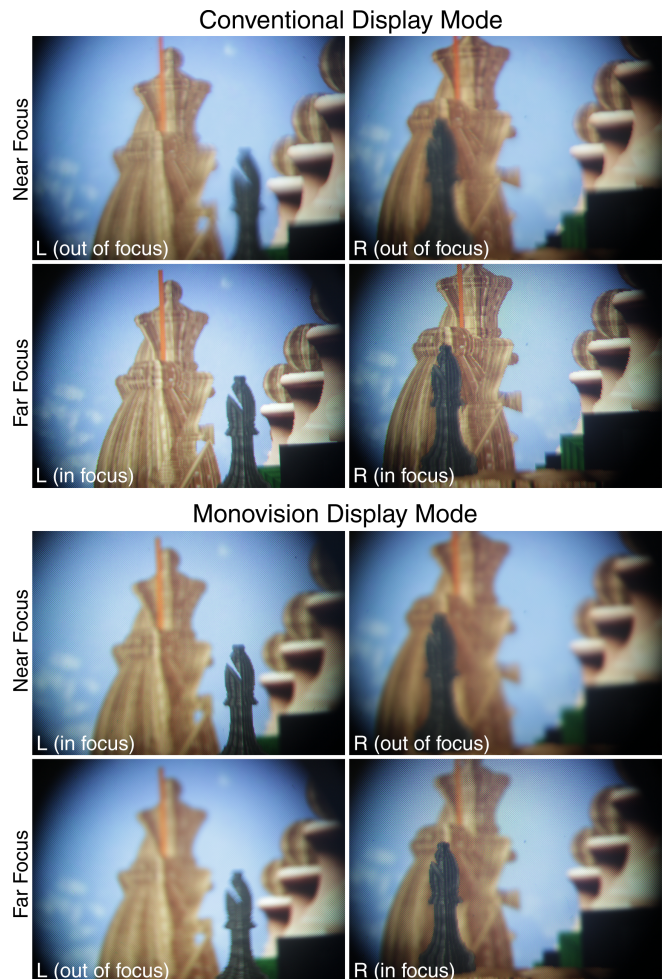 Conventional Display Mode
Near Focus
L (out of focus)
R (out of focus)
Far Focus
L (in focus)
R (in focus)
Monovision Display Mode
Near Focus
L (in focus)
R (out of focus)
Far Focus
L (out of focus)
R (in focus)